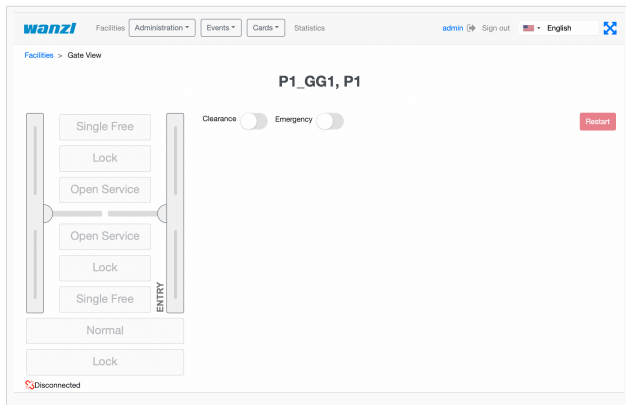 wanzl Facilities Administration Events Cards Statistics admin Sign out English
Facilities > Gate View
P1_GG1, P1
Clearance Emergency Restart
Single Free
Lock
Open Service
Open Service
Lock
Single Free
ENTRY
Normal
Lock
Disconnected